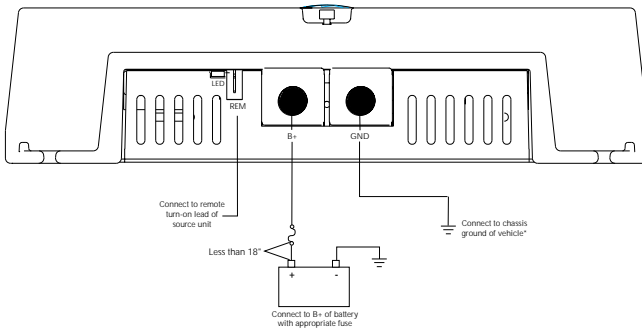 LED
REM
B+
GND
Connect to remote
turn-on lead of
source unit
Connect to chassis
ground of vehicle*
Less than 18"
+ -
Connect to B+ of battery
with appropriate fuse